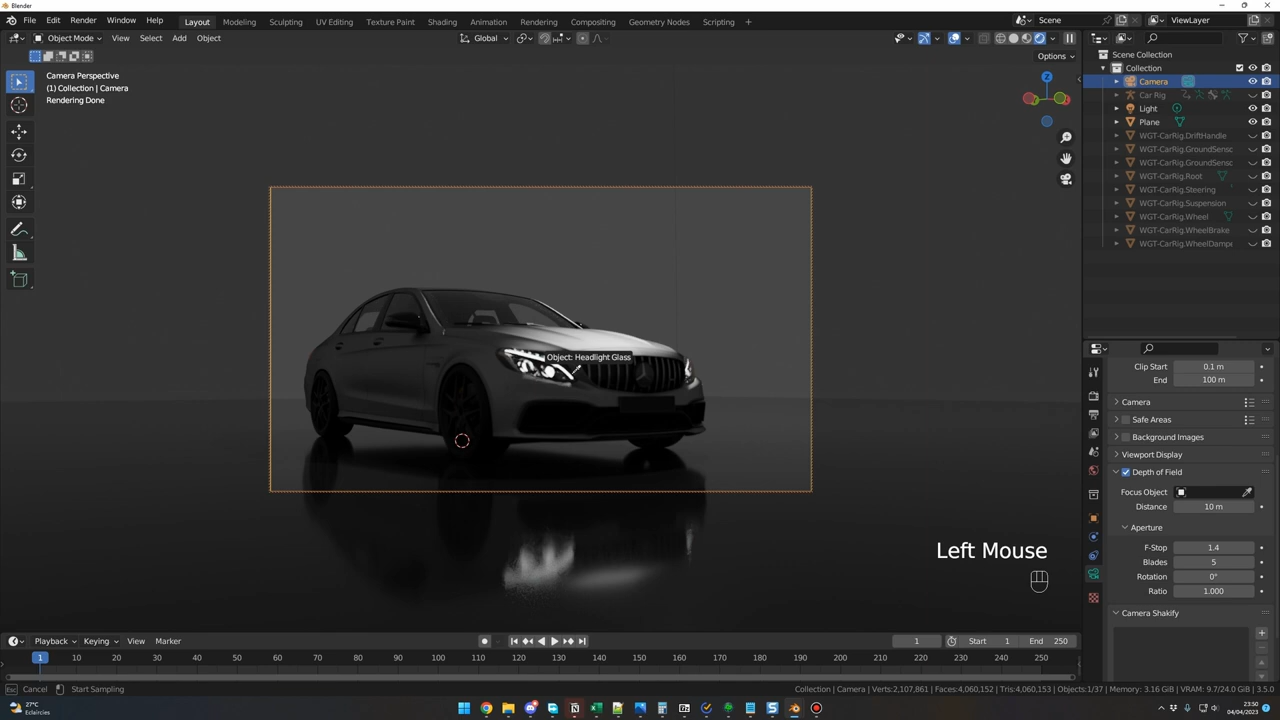 Blender
File Edit Render Window Help Layout Modeling Sculpting UV Editing Texture Paint Shading Animation Rendering Compositing Geometry Nodes Scripting + Scene ViewLayer
Object Mode View Select Add Object Global
Options
Camera Perspective
(1) Collection | Camera
Rendering Done
Z
Object: Headlight Glass
Left Mouse
Scene Collection
Collection
Camera
Car Rig
Light
Plane
WGT-CarRig.DriftHandle
WGT-CarRig.GroundSensc
WGT-CarRig.GroundSensc
WGT-CarRig.Root
WGT-CarRig.Steering
WGT-CarRig.Suspension
WGT-CarRig.Wheel
WGT-CarRig.WheelBrake
WGT-CarRig.WheelDampe
Clip Start 0.1 m
End 100 m
Camera
Safe Areas
Background Images
Viewport Display
Depth of Field
Focus Object
Distance 10 m
Aperture
F-Stop 1.4
Blades 5
Rotation 0°
Ratio 1.000
Camera Shakify
Playback Keying View Marker 1 Start 1 End 250
1 10 20 30 40 50 60 70 80 90 100 110 120 130 140 150 160 170 180 190 200 210 220 230 240 250
Esc Cancel Start Sampling Collection | Camera | Verts:2,107,861 | Faces:4,060,152 | Tris:4,060,153 | Objects:1/37 | Memory: 3.16 GiB | VRAM: 9.7/24.0 GiB | 3.5.0
27°C
Eclaircies
23:50
04/04/2023